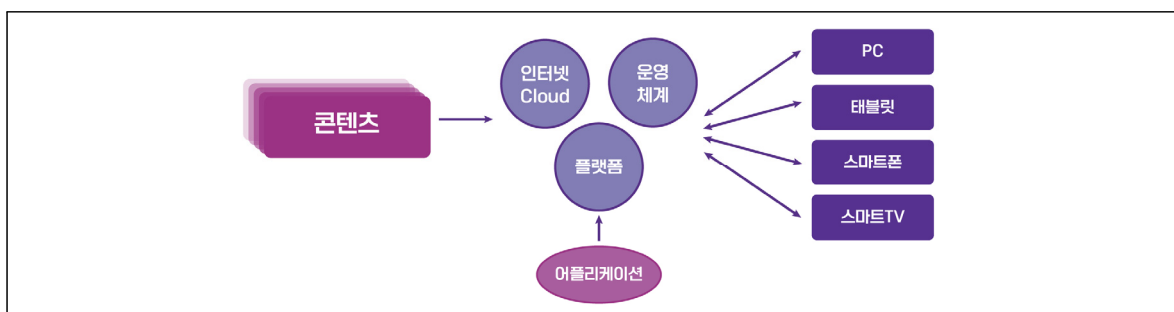 콘텐츠
인터넷
Cloud
운영
체계
플랫폼
어플리케이션
PC
태블릿
스마트폰
스마트TV